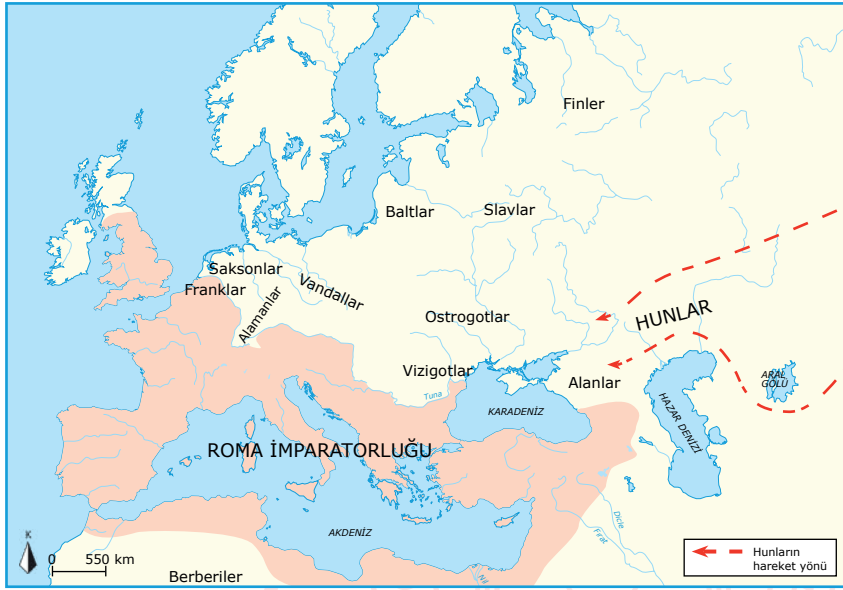 Finler
Baltlar
Slavlar
Saksonlar
Franklar
Vandallar
Alamanlar
Ostrogotlar
HUNLAR
Vizigotlar
Alanlar
ARAL
GÖLÜ
Tuna
KARADENİZ
HAZAR DENİZİ
ROMA İMPARATORLUĞU
AKDENİZ
Dicle
Fırat
Nil
K
0 550 km
Berberiler
Hunların
hareket yönü